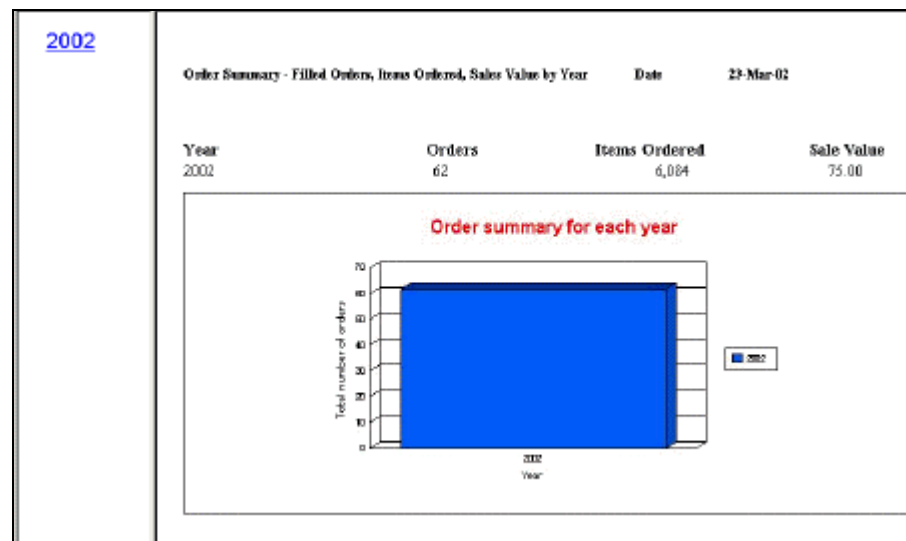 2002
Order Summary - Filled Orders, Items Ordered, Sales Value by Year Date 23-Mar-02
Year Orders Items Ordered Sale Value
2002 62 6,084 75.00
Order summary for each year
70
60
50
40
30
20
10
0
Total number of orders
2002
2002
Year